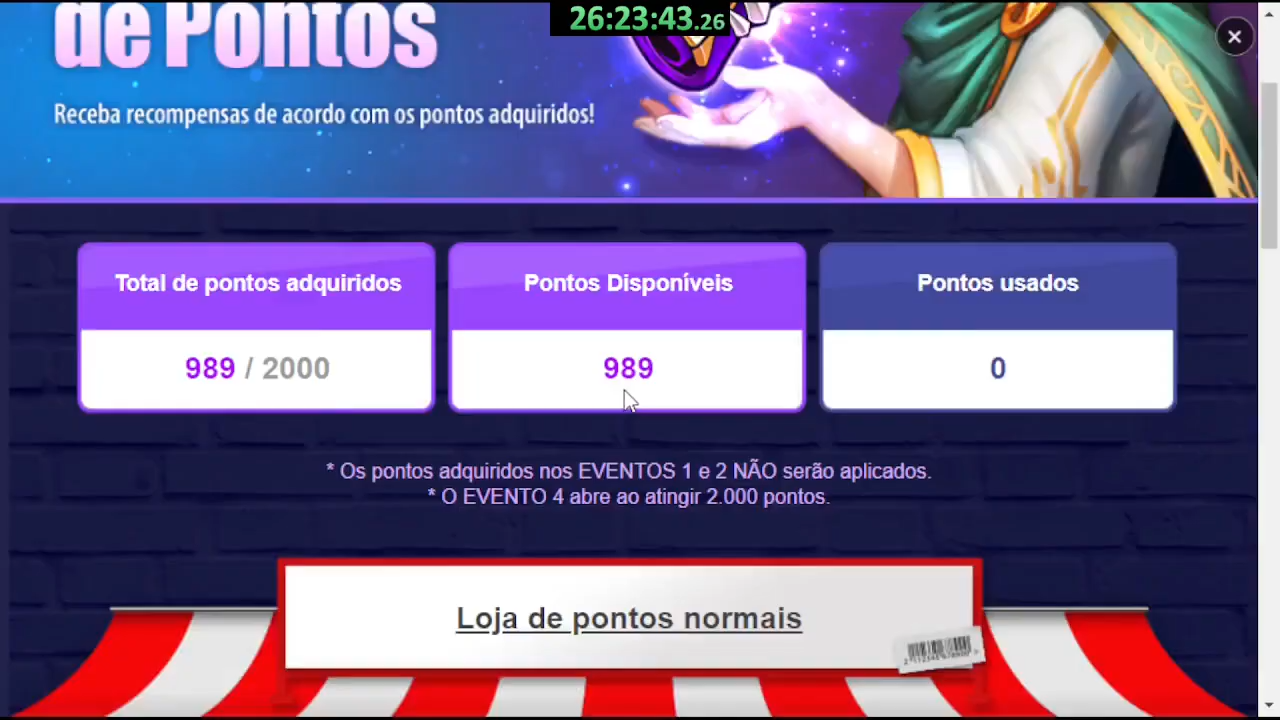 26:23:43.26
de Pontos
Receba recompensas de acordo com os pontos adquiridos!
Total de pontos adquiridos
Pontos Disponíveis
Pontos usados
989 / 2000
989
0
* Os pontos adquiridos nos EVENTOS 1 e 2 NÃO serão aplicados.
* O EVENTO 4 abre ao atingir 2.000 pontos.
Loja de pontos normais